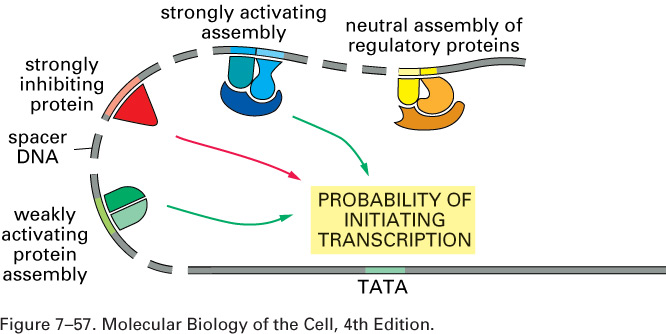 strongly activating
assembly
neutral assembly of
regulatory proteins
strongly
inhibiting
protein
spacer
DNA
weakly
activating
protein
assembly
PROBABILITY OF
INITIATING
TRANSCRIPTION
TATA
Figure 7–57. Molecular Biology of the Cell, 4th Edition.